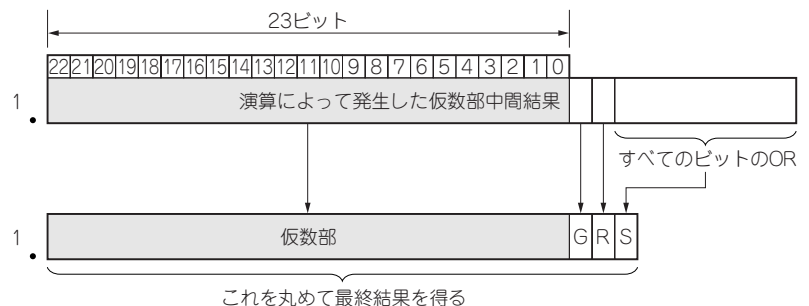 23ビット
22 21 20 19 18 17 16 15 14 13 12 11 10 9 8 7 6 5 4 3 2 1 0
1. 演算によって発生した仮数部中間結果
すべてのビットのOR
1. 仮数部 G R S
これを丸めて最終結果を得る